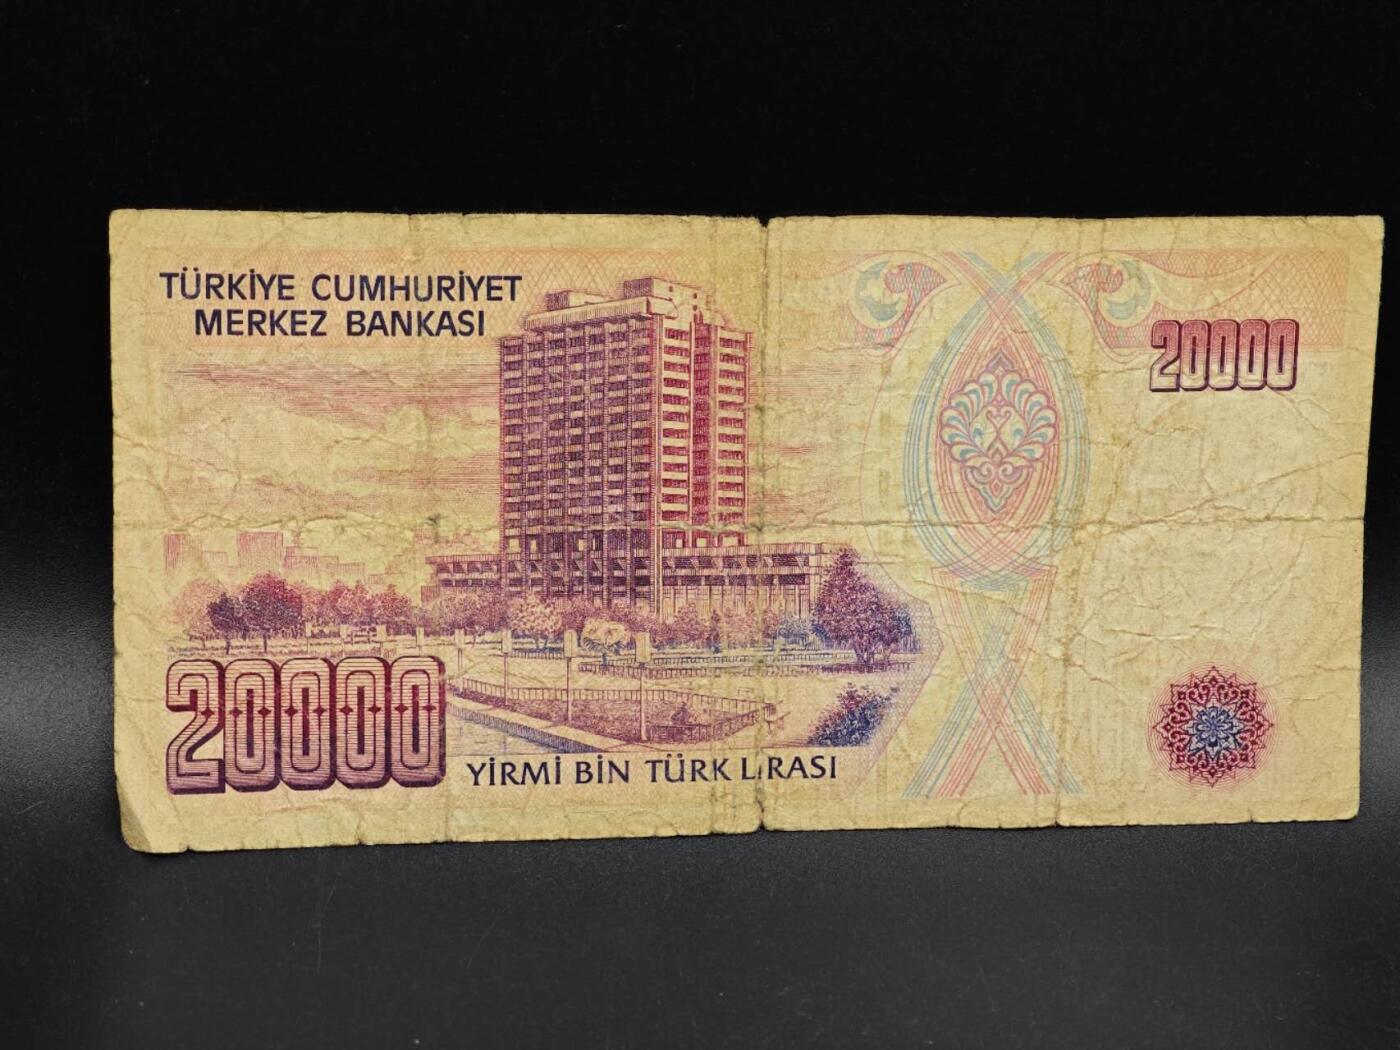 TÜRKİYE CUMHURİYET
MERKEZ BANKASI
20000
20000
YİRMİ BİN TÜRK LİRASI